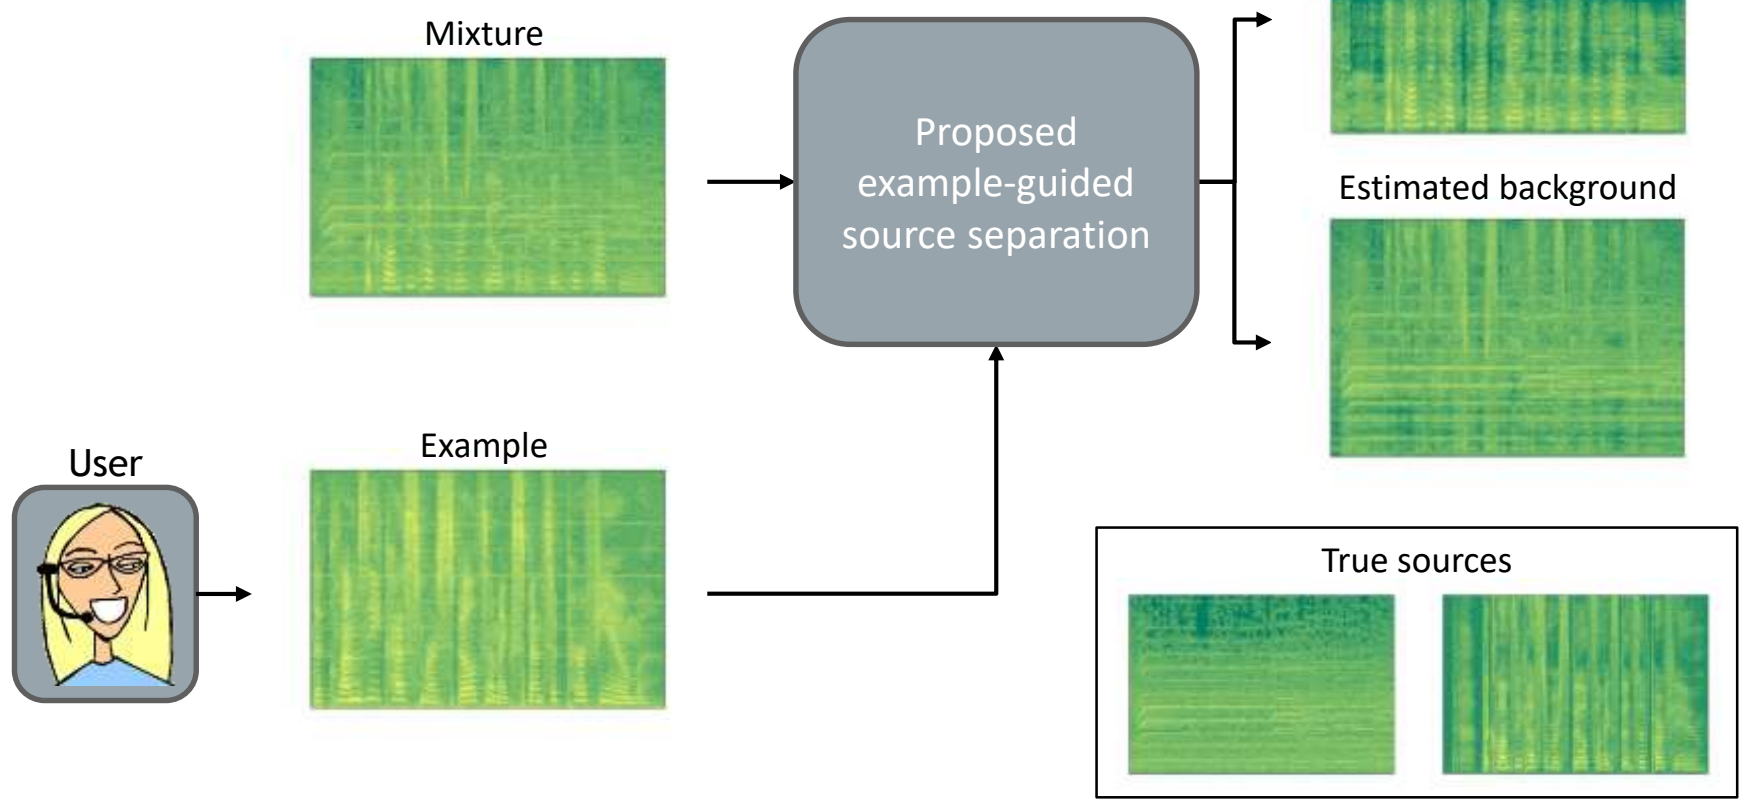 Mixture
Proposed
example-guided
source separation
Estimated background
User
Example
True sources